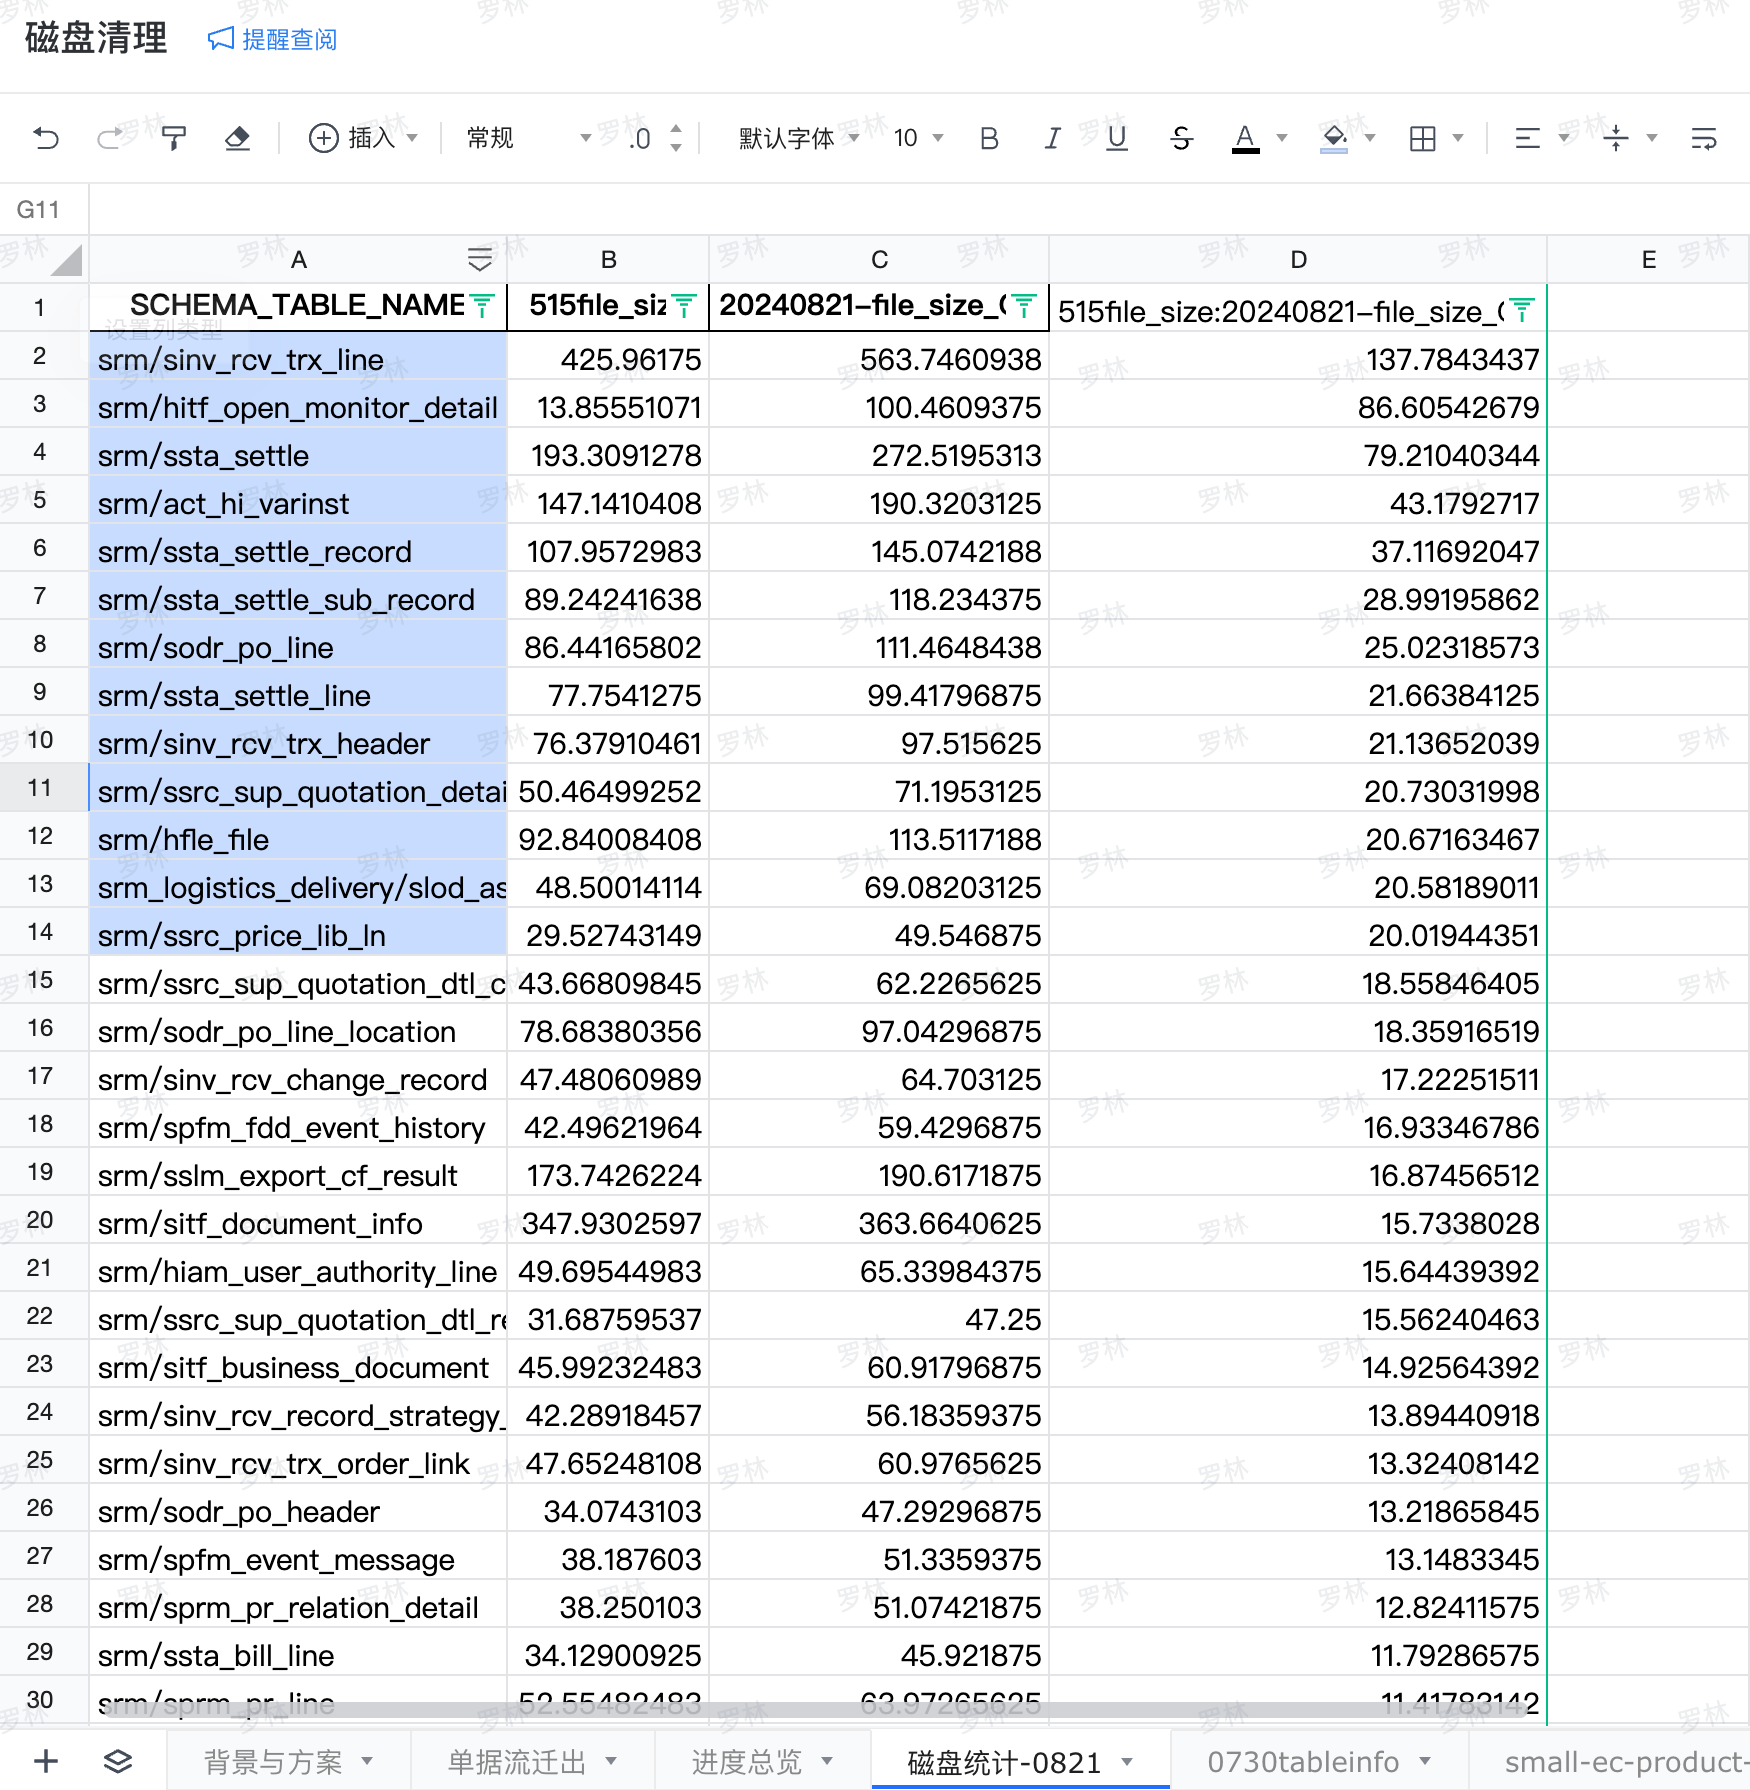 磁盘清理 提醒查阅
插入 常规 .0 默认字体 10 B I U S A
G11
A B C D E
1 SCHEMA_TABLE_NAME 515file_siz 20240821-file_size_ 515file_size:20240821-file_size_
设置列类型
2 srm/sinv_rcv_trx_line 425.96175 563.7460938 137.7843437
3 srm/hitf_open_monitor_detail 13.85551071 100.4609375 86.60542679
4 srm/ssta_settle 193.3091278 272.5195313 79.21040344
5 srm/act_hi_varinst 147.1410408 190.3203125 43.1792717
6 srm/ssta_settle_record 107.9572983 145.0742188 37.11692047
7 srm/ssta_settle_sub_record 89.24241638 118.234375 28.99195862
8 srm/sodr_po_line 86.44165802 111.4648438 25.02318573
9 srm/ssta_settle_line 77.7541275 99.41796875 21.66384125
10 srm/sinv_rcv_trx_header 76.37910461 97.515625 21.13652039
11 srm/ssrc_sup_quotation_detai 50.46499252 71.1953125 20.73031998
12 srm/hfle_file 92.84008408 113.5117188 20.67163467
13 srm_logistics_delivery/slod_as 48.50014114 69.08203125 20.58189011
14 srm/ssrc_price_lib_ln 29.52743149 49.546875 20.01944351
15 srm/ssrc_sup_quotation_dtl_c 43.66809845 62.2265625 18.55846405
16 srm/sodr_po_line_location 78.68380356 97.04296875 18.35916519
17 srm/sinv_rcv_change_record 47.48060989 64.703125 17.22251511
18 srm/spfm_fdd_event_history 42.49621964 59.4296875 16.93346786
19 srm/sslm_export_cf_result 173.7426224 190.6171875 16.87456512
20 srm/sitf_document_info 347.9302597 363.6640625 15.7338028
21 srm/hiam_user_authority_line 49.69544983 65.33984375 15.64439392
22 srm/ssrc_sup_quotation_dtl_re 31.68759537 47.25 15.56240463
23 srm/sitf_business_document 45.99232483 60.91796875 14.92564392
24 srm/sinv_rcv_record_strategy_ 42.28918457 56.18359375 13.89440918
25 srm/sinv_rcv_trx_order_link 47.65248108 60.9765625 13.32408142
26 srm/sodr_po_header 34.0743103 47.29296875 13.21865845
27 srm/spfm_event_message 38.187603 51.3359375 13.1483345
28 srm/sprm_pr_relation_detail 38.250103 51.07421875 12.82411575
29 srm/ssta_bill_line 34.12900925 45.921875 11.79286575
30 srm/sprm_pr_line 52.55482483 63.97265625 11.41783142
背景与方案 单据流迁出 进度总览 磁盘统计-0821 0730tableinfo small-ec-product-
罗林